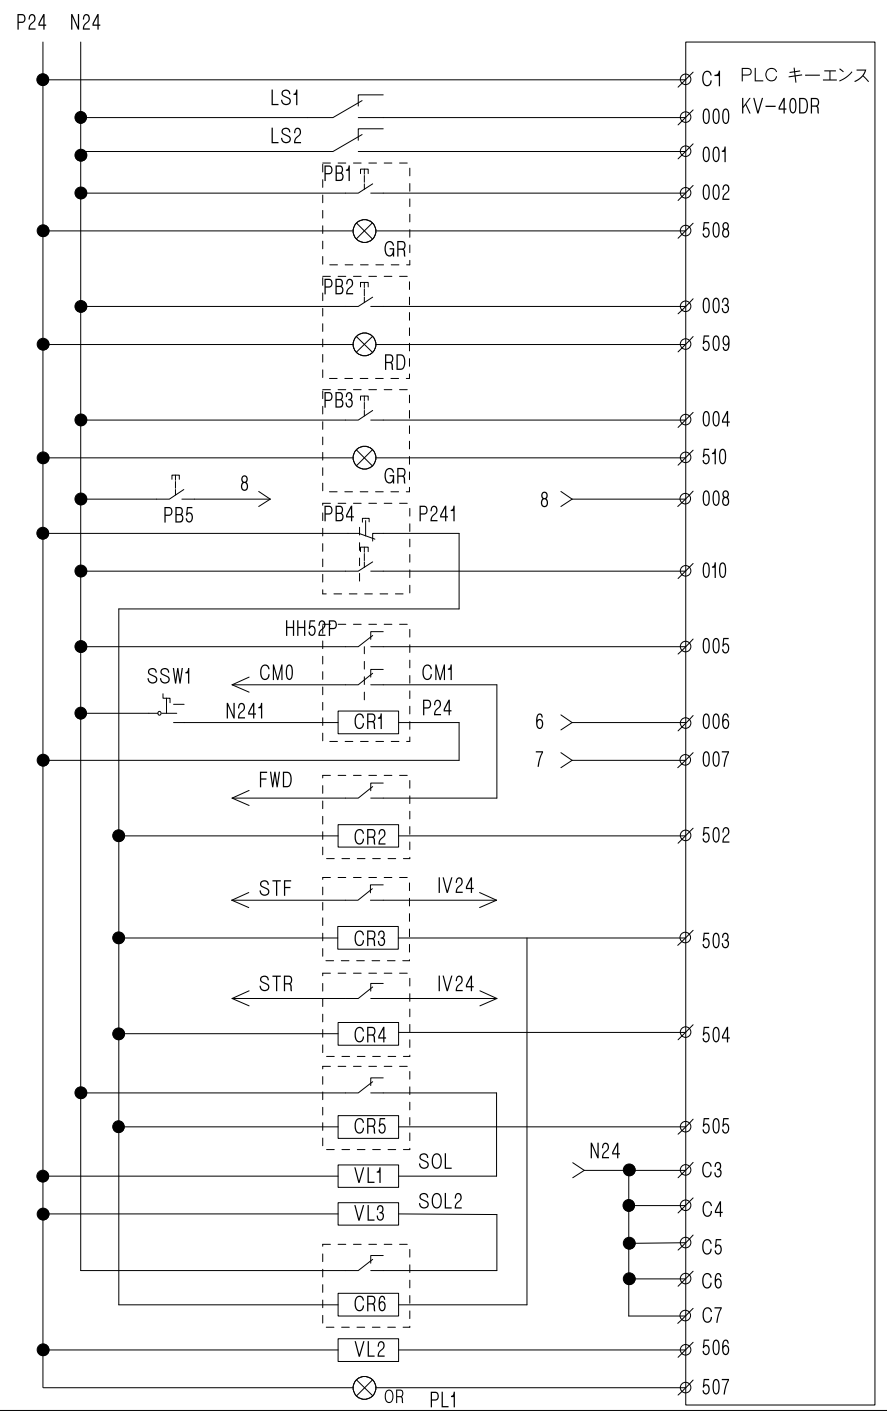 P24 N24
C1 PLC キーエンス
LS1 000 KV-40DR
LS2 001
PB1 002
508
GR
PB2 003
509
RD
PB3 004
510
GR
8 8 008
PB5 PB4 P241
010
HH52P 005
SSW1 CM0 CM1
N241 CR1 P24 6 006
7 007
FWD
CR2 502
STF IV24
CR3 503
STR IV24
CR4 504
CR5 505
SOL N24 C3
VL1
SOL2
VL3 C4
C5
C6
CR6 C7
VL2 506
507
OR PL1